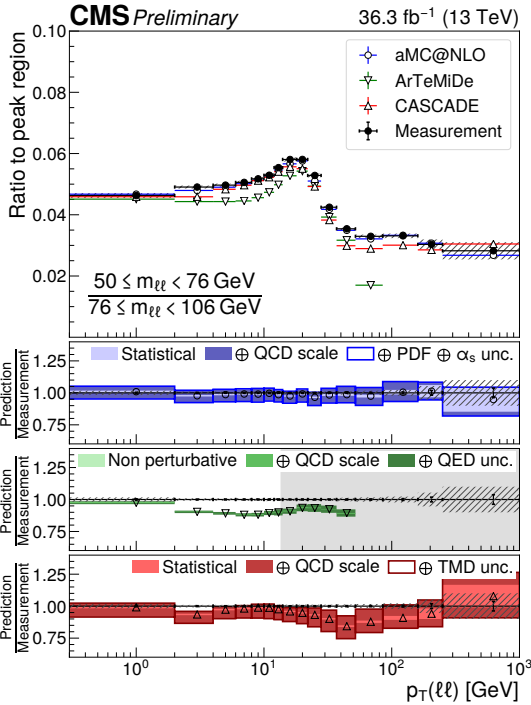 CMS Preliminary 36.3 fb⁻¹ (13 TeV)
Ratio to peak region
0.10
0.08
0.06
0.04
0.02
aMC@NLO
ArTeMiDe
CASCADE
Measurement
50 ≤ mℓℓ < 76 GeV
76 ≤ mℓℓ < 106 GeV
Prediction
Measurement
1.25
1.00
0.75
Statistical ⊕ QCD scale ⊕ PDF ⊕ αs unc.
Prediction
Measurement
1.25
1.00
0.75
Non perturbative ⊕ QCD scale ⊕ QED unc.
Prediction
Measurement
1.25
1.00
0.75
Statistical ⊕ QCD scale ⊕ TMD unc.
10⁰ 10¹ 10² 10³
pT(ℓℓ) [GeV]